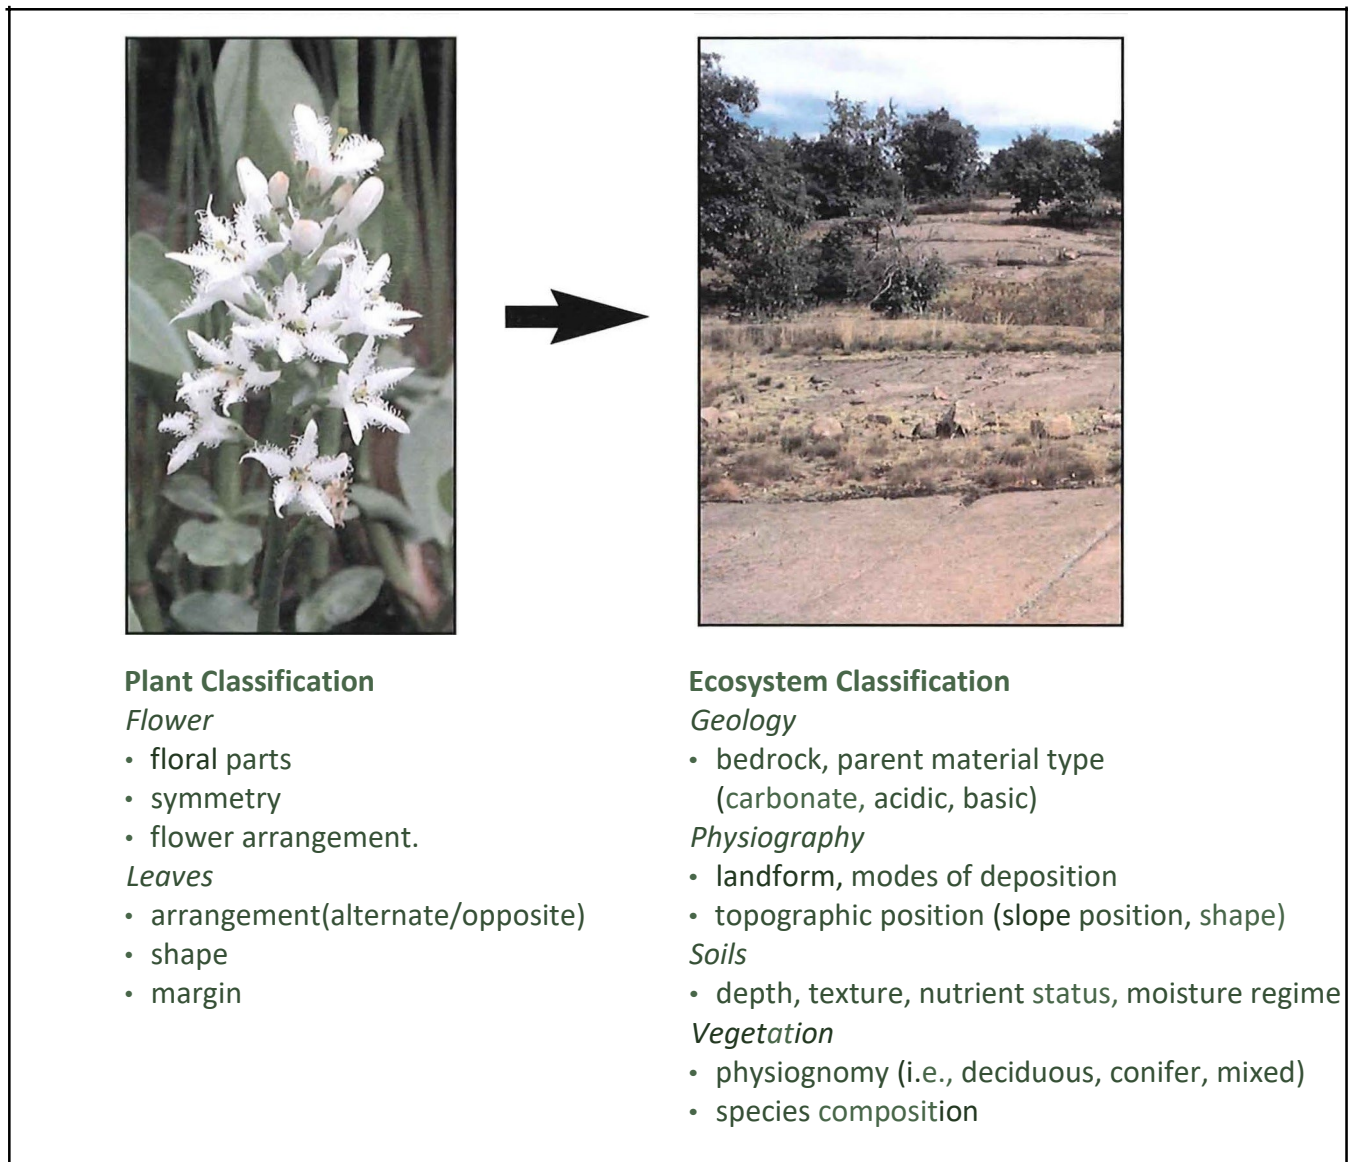 Plant Classification
Flower
• floral parts
• symmetry
• flower arrangement.
Leaves
• arrangement(alternate/opposite)
• shape
• margin
Ecosystem Classification
Geology
• bedrock, parent material type
(carbonate, acidic, basic)
Physiography
• landform, modes of deposition
• topographic position (slope position, shape)
Soils
• depth, texture, nutrient status, moisture regime
Vegetation
• physiognomy (i.e., deciduous, conifer, mixed)
• species composition